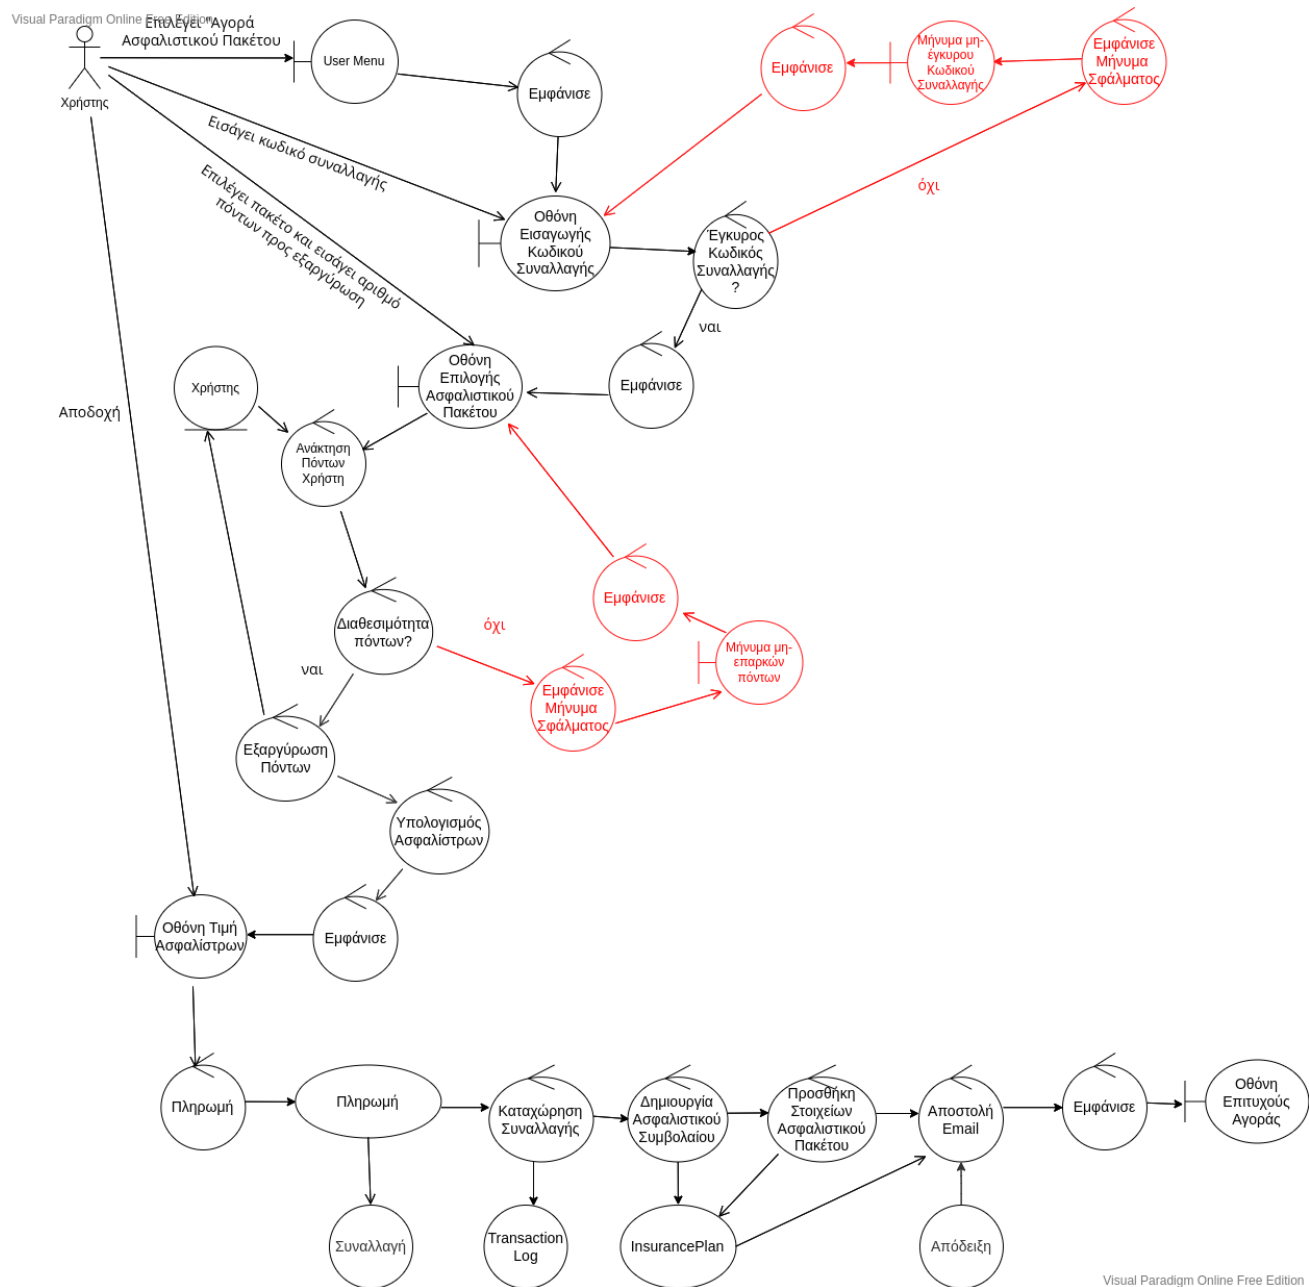 Visual Paradigm Online Free Edition
Επιλέγει "Αγορά
Ασφαλιστικού Πακέτου
Χρήστης
User Menu
Εμφάνισε
Εμφάνισε
Μήνυμα μη-
έγκυρου
Κωδικού
Συναλλαγής
Εμφάνισε
Μήνυμα
Σφάλματος
Εισάγει κωδικό συναλλαγής
Επιλέγει πακέτο και εισάγει αριθμό
πόντων προς εξαργύρωση
όχι
Οθόνη
Εισαγωγής
Κωδικού
Συναλλαγής
Έγκυρος
Κωδικός
Συναλλαγής
?
ναι
Χρήστης
Οθόνη
Επιλογής
Ασφαλιστικού
Πακέτου
Εμφάνισε
Αποδοχή
Ανάκτηση
Πόντων
Χρήστη
Εμφάνισε
Διαθεσιμότητα
πόντων?
όχι
Μήνυμα μη-
επαρκών
πόντων
ναι
Εμφάνισε
Μήνυμα
Σφάλματος
Εξαργύρωση
Πόντων
Υπολογισμός
Ασφαλίστρων
Οθόνη Τιμή
Ασφαλίστρων
Εμφάνισε
Πληρωμή
Πληρωμή
Καταχώρηση
Συναλλαγής
Δημιουργία
Ασφαλιστικού
Συμβολαίου
Προσθήκη
Στοιχείων
Ασφαλιστικού
Πακέτου
Αποστολή
Email
Εμφάνισε
Οθόνη
Επιτυχούς
Αγοράς
Συναλλαγή
Transaction
Log
InsurancePlan
Απόδειξη
Visual Paradigm Online Free Edition